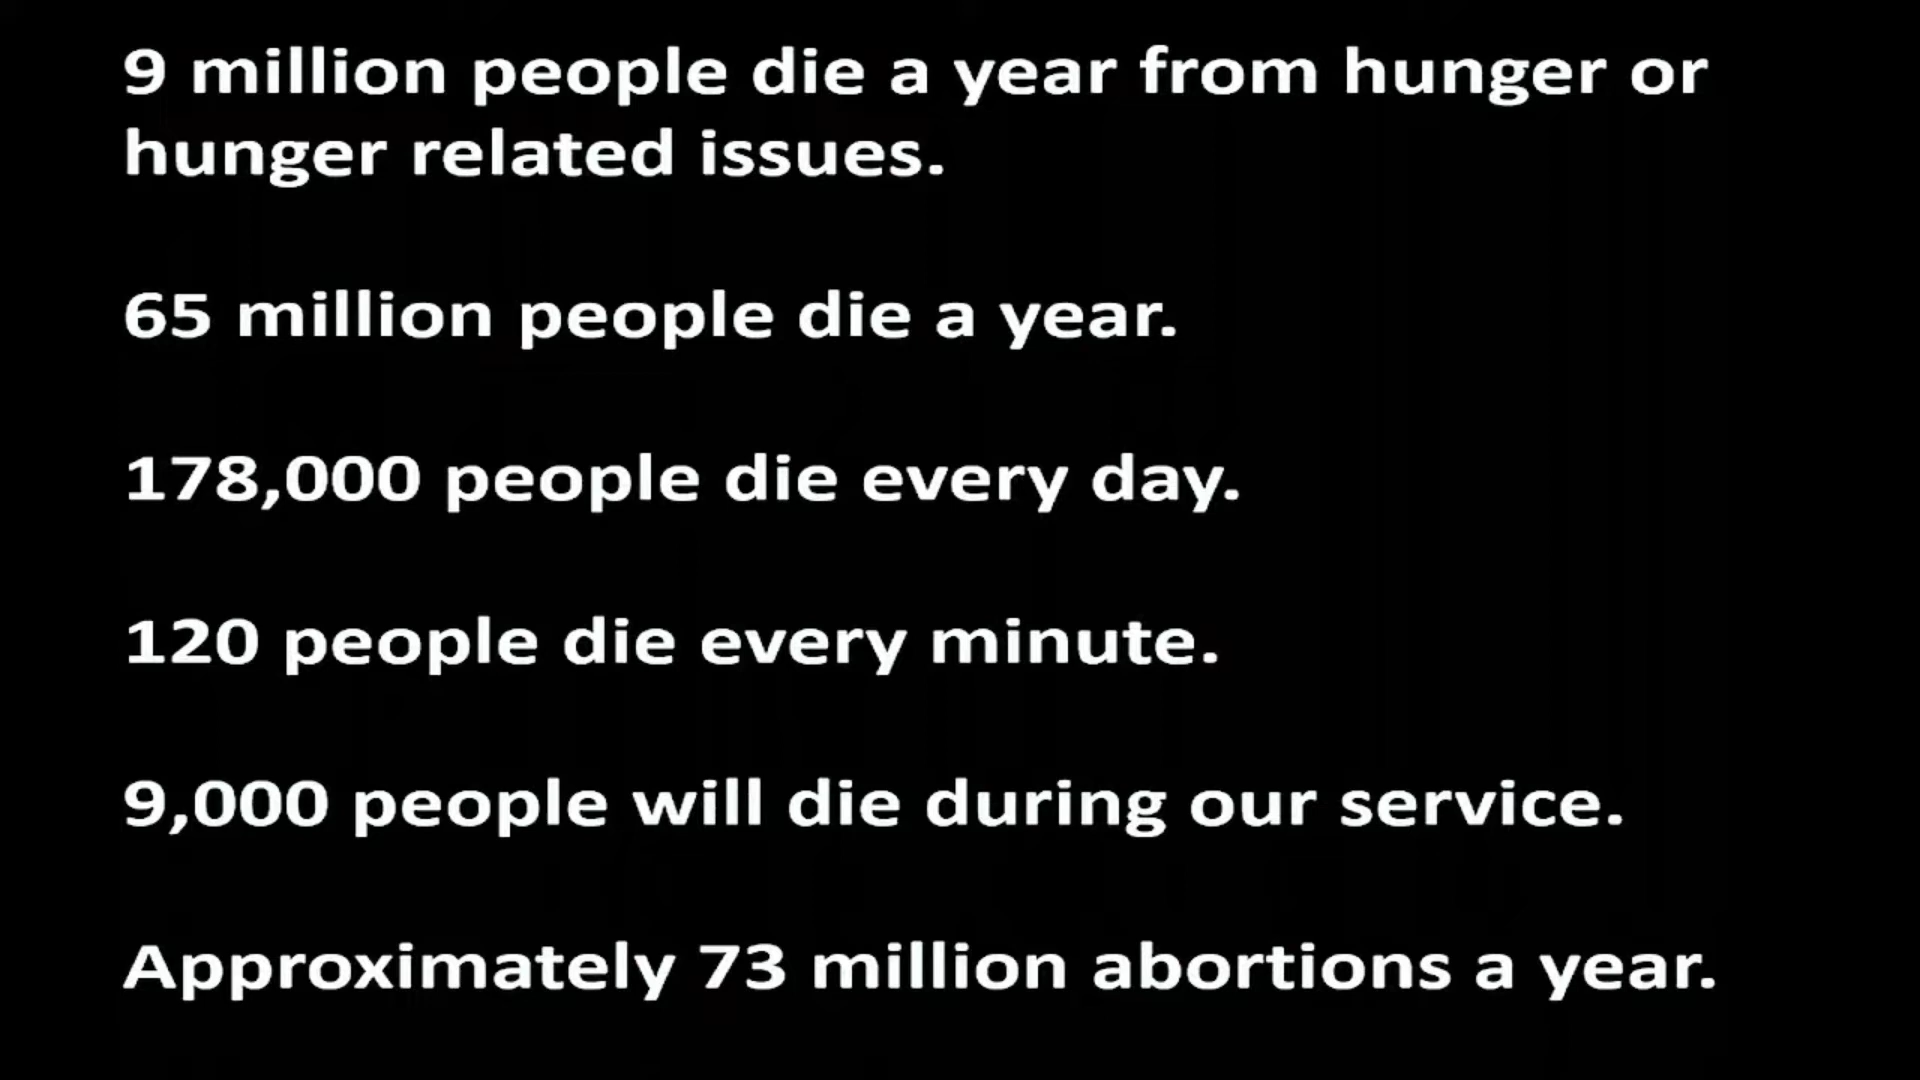 9 million people die a year from hunger or
hunger related issues.
65 million people die a year.
178,000 people die every day.
120 people die every minute.
9,000 people will die during our service.
Approximately 73 million abortions a year.